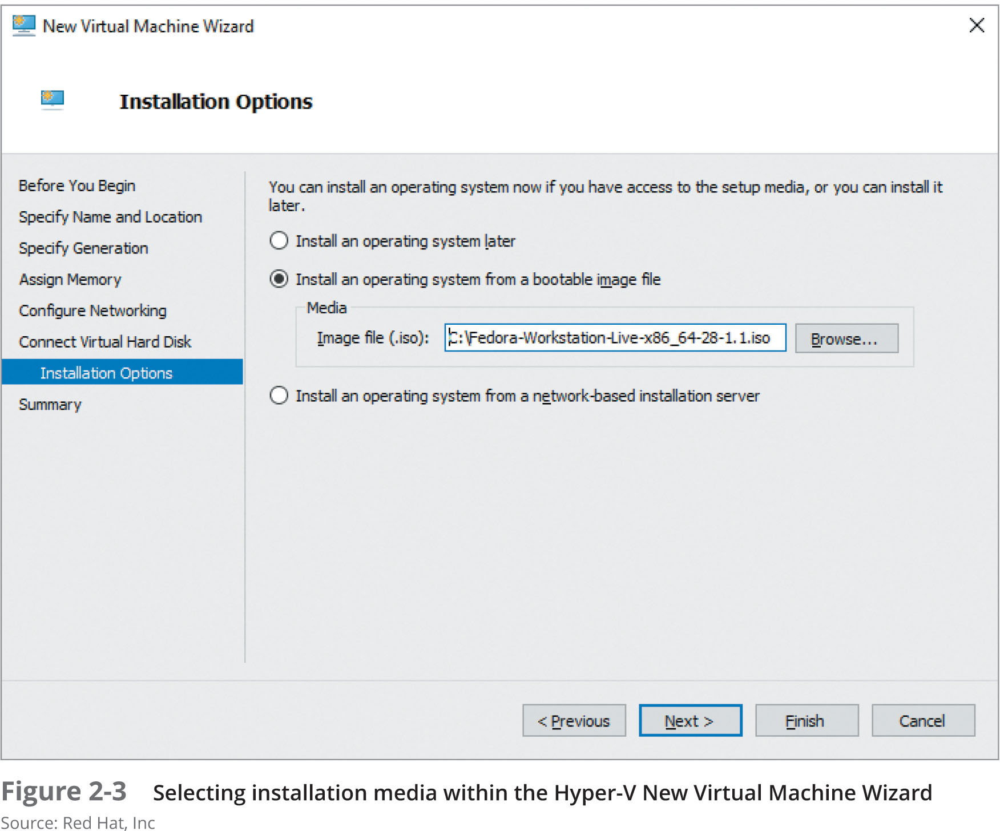 New Virtual Machine Wizard
Installation Options
Before You Begin
Specify Name and Location
Specify Generation
Assign Memory
Configure Networking
Connect Virtual Hard Disk
Installation Options
Summary
You can install an operating system now if you have access to the setup media, or you can install it
later.
Install an operating system later
Install an operating system from a bootable image file
Media
Image file (.iso): C:\Fedora-Workstation-Live-x86_64-28-1.1.iso Browse...
Install an operating system from a network-based installation server
< Previous Next > Finish Cancel
Figure 2-3 Selecting installation media within the Hyper-V New Virtual Machine Wizard
Source: Red Hat, Inc